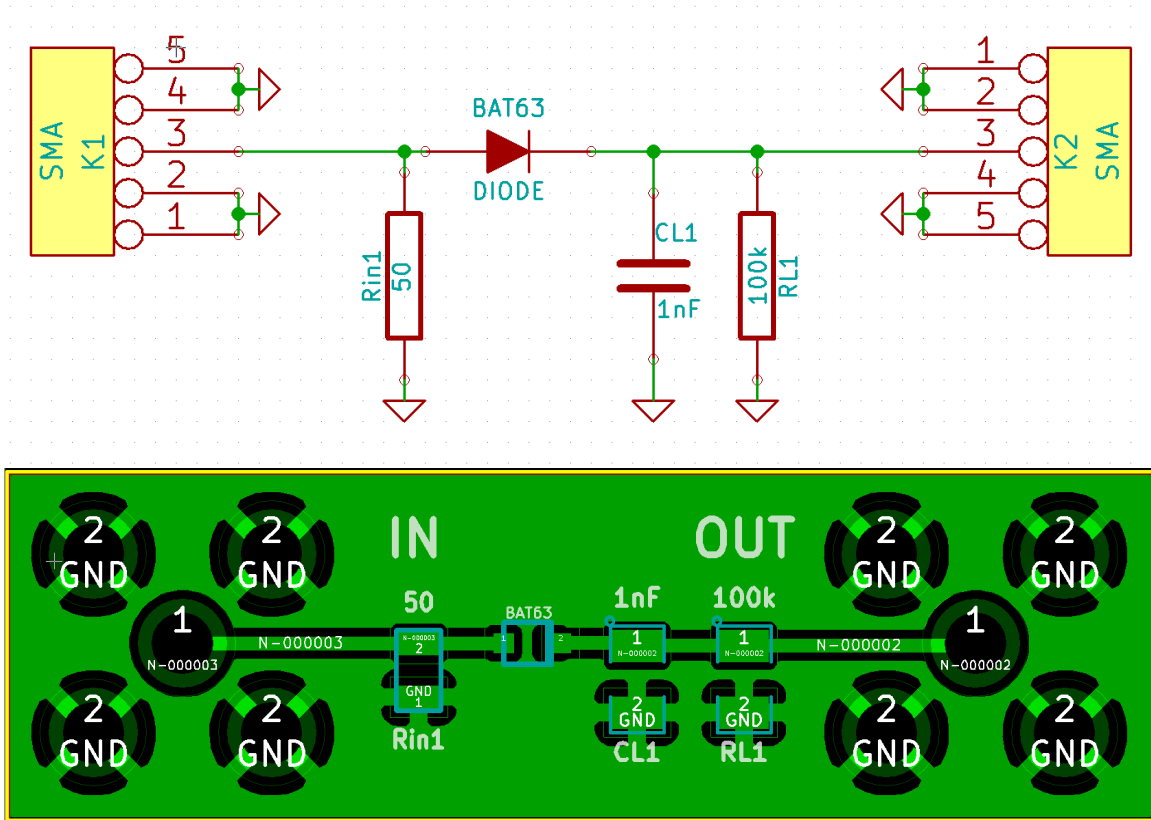 5
4
3
2
1
SMA
K1
BAT63
DIODE
Rin1
50
CL1
1nF
100k
RL1
1
2
3
4
5
K2
SMA
2
GND
2
GND
IN
OUT
2
GND
2
GND
50
BAT63
1nF
100k
1
N-000003
N-000003
N-000003
2
1
2
1
N-000002
1
N-000002
N-000002
1
N-000002
GND
1
2
GND
2
GND
2
GND
2
GND
2
GND
2
GND
Rin1
CL1
RL1